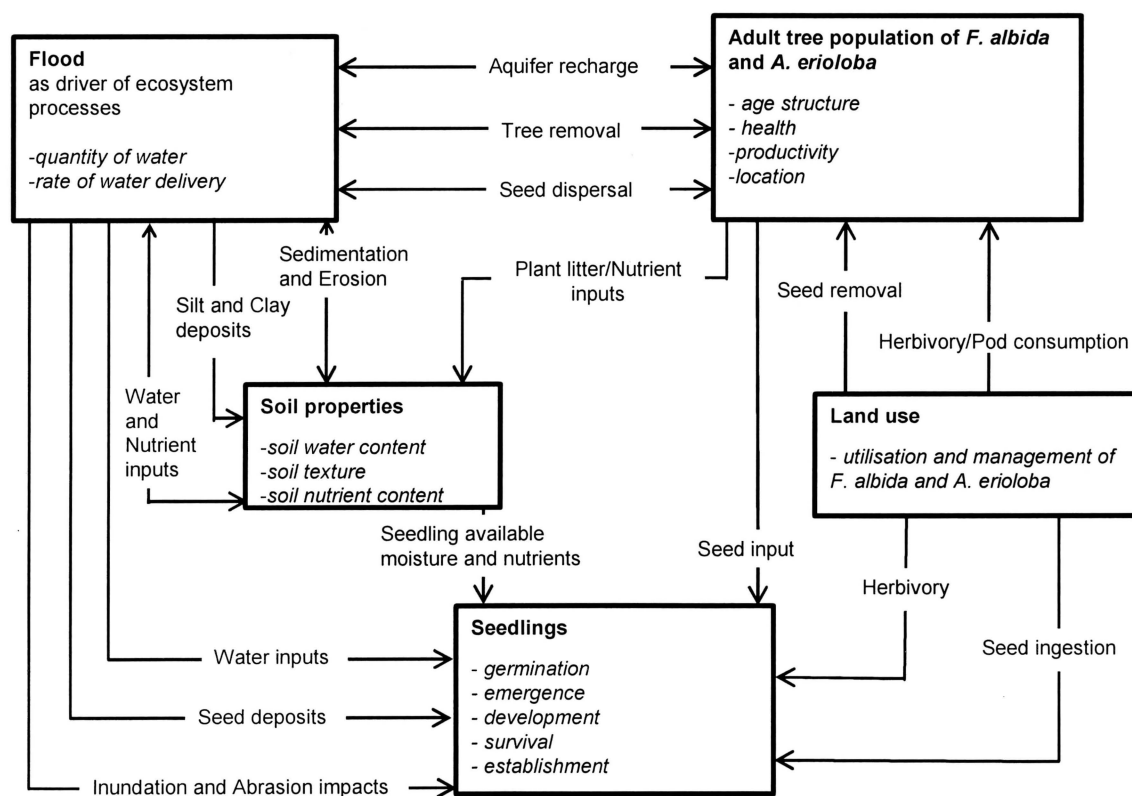 Flood
as driver of ecosystem
processes
-quantity of water
-rate of water delivery
Aquifer recharge
Tree removal
Seed dispersal
Adult tree population of F. albida
and A. erioloba
- age structure
- health
-productivity
-location
Sedimentation
and Erosion
Silt and Clay
deposits
Water
and
Nutrient
inputs
Plant litter/Nutrient
inputs
Seed removal
Herbivory/Pod consumption
Soil properties
-soil water content
-soil texture
-soil nutrient content
Land use
- utilisation and management of
F. albida and A. erioloba
Seedling available
moisture and nutrients
Seed input
Herbivory
Seed ingestion
Water inputs
Seed deposits
Inundation and Abrasion impacts
Seedlings
- germination
- emergence
- development
- survival
- establishment